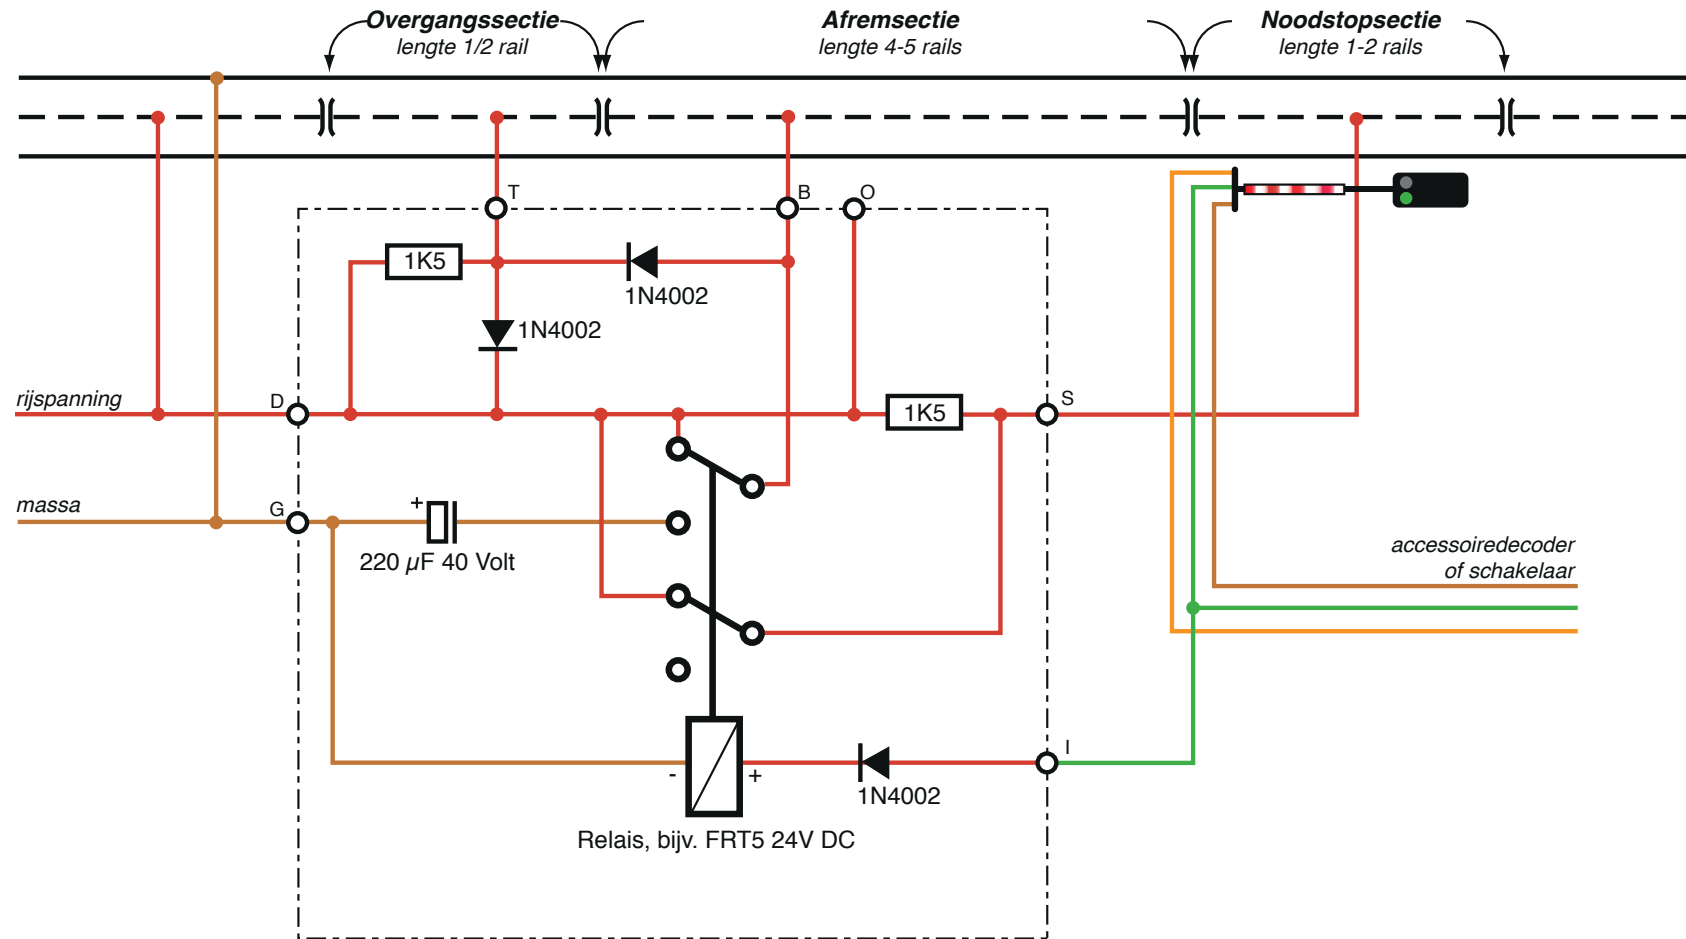 Overgangssectie
lengte 1/2 rail
Afremsectie
lengte 4-5 rails
Noodstopsectie
lengte 1-2 rails
T
B
O
1K5
1N4002
1N4002
rijspanning
D
1K5
S
massa
G
+
220 µF 40 Volt
accessoiredecoder
of schakelaar
I
-
+
1N4002
Relais, bijv. FRT5 24V DC